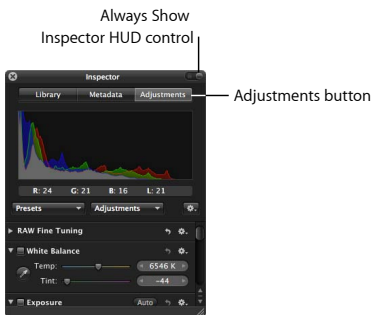 Always Show
Inspector HUD control
Inspector
Library Metadata Adjustments
Adjustments button
R: 24 G: 21 B: 16 L: 21
Presets Adjustments
RAW Fine Tuning
White Balance
Temp: 6546 K
Tint: -44
Exposure Auto